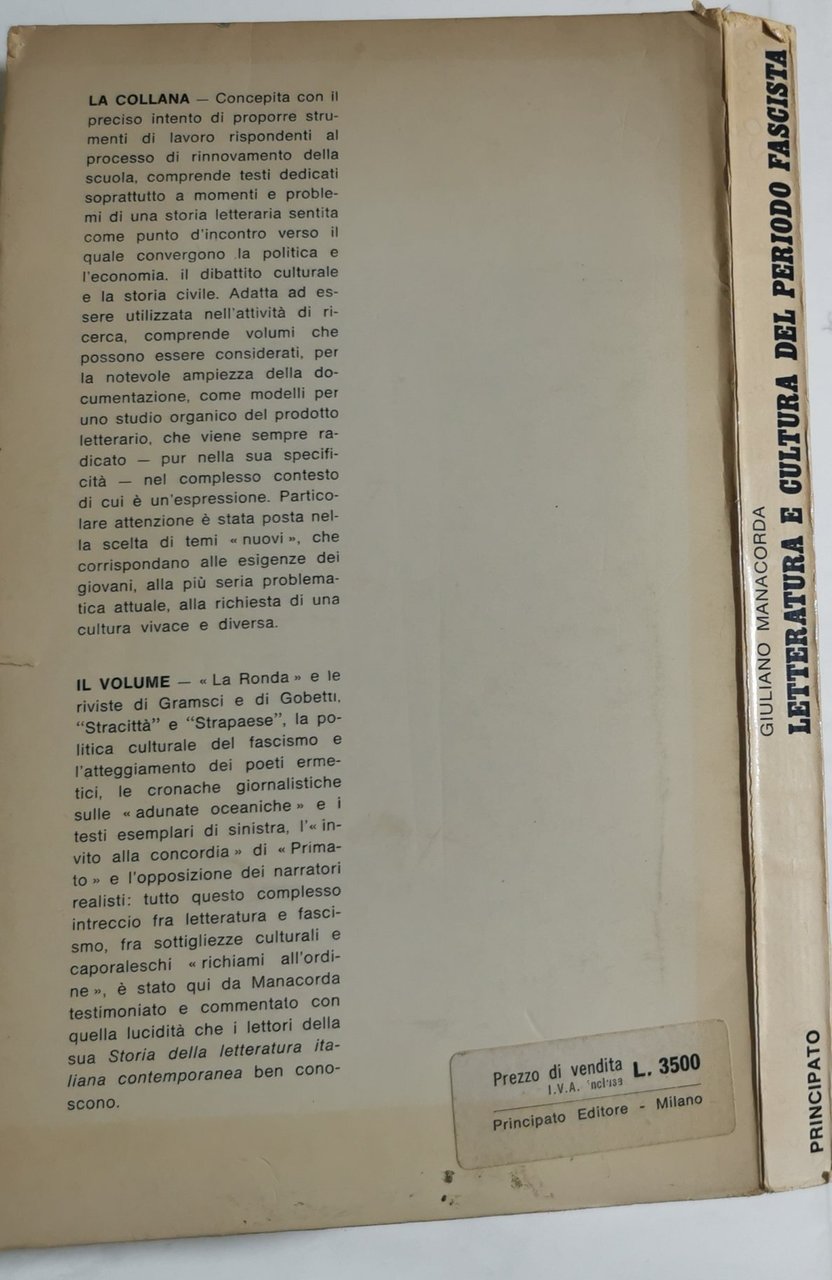 LA COLLANA — Concepita con il
preciso intento di proporre stru-
menti di lavoro rispondenti al
processo di rinnovamento della
scuola, comprende testi dedicati
soprattutto a momenti e proble-
mi di una storia letteraria sentita
come punto d'incontro verso il
quale convergono la politica e
l'economia. il dibattito culturale
e la storia civile. Adatta ad es-
sere utilizzata nell'attività di ri-
cerca, comprende volumi che
possono essere considerati, per
la notevole ampiezza della do-
cumentazione, come modelli per
uno studio organico del prodotto
letterario, che viene sempre ra-
dicato — pur nella sua specifi-
cità — nel complesso contesto
di cui è un'espressione. Partico-
lare attenzione è stata posta nel-
la scelta di temi « nuovi », che
corrispondano alle esigenze dei
giovani, alla più seria problema-
tica attuale, alla richiesta di una
cultura vivace e diversa.
IL VOLUME — « La Ronda » e le
riviste di Gramsci e di Gobetti,
“Stracittà” e “Strapaese”, la po-
litica culturale del fascismo e
l'atteggiamento dei poeti erme-
tici, le cronache giornalistiche
sulle « adunate oceaniche » e i
testi esemplari di sinistra, l'« in-
vito alla concordia » di « Prima-
to » e l'opposizione dei narratori
realisti: tutto questo complesso
intreccio fra letteratura e fasci-
smo, fra sottigliezze culturali e
caporaleschi « richiami all'ordi-
ne », è stato qui da Manacorda
testimoniato e commentato con
quella lucidità che i lettori della
sua Storia della letteratura ita-
liana contemporanea ben cono-
scono.
Prezzo di vendita L. 3500
I.V.A. inclusa
Principato Editore - Milano
GIULIANO MANACORDA
LETTERATURA E CULTURA DEL PERIODO FASCISTA
PRINCIPATO